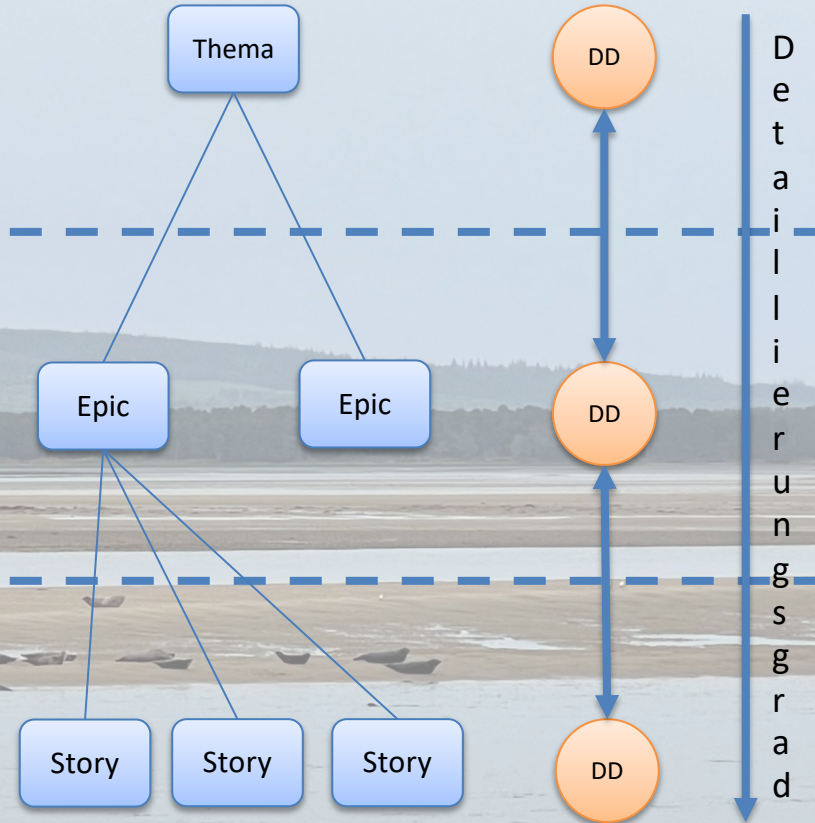 Thema
DD
Epic
Epic
DD
Story
Story
Story
DD
Detaillierungsgrad